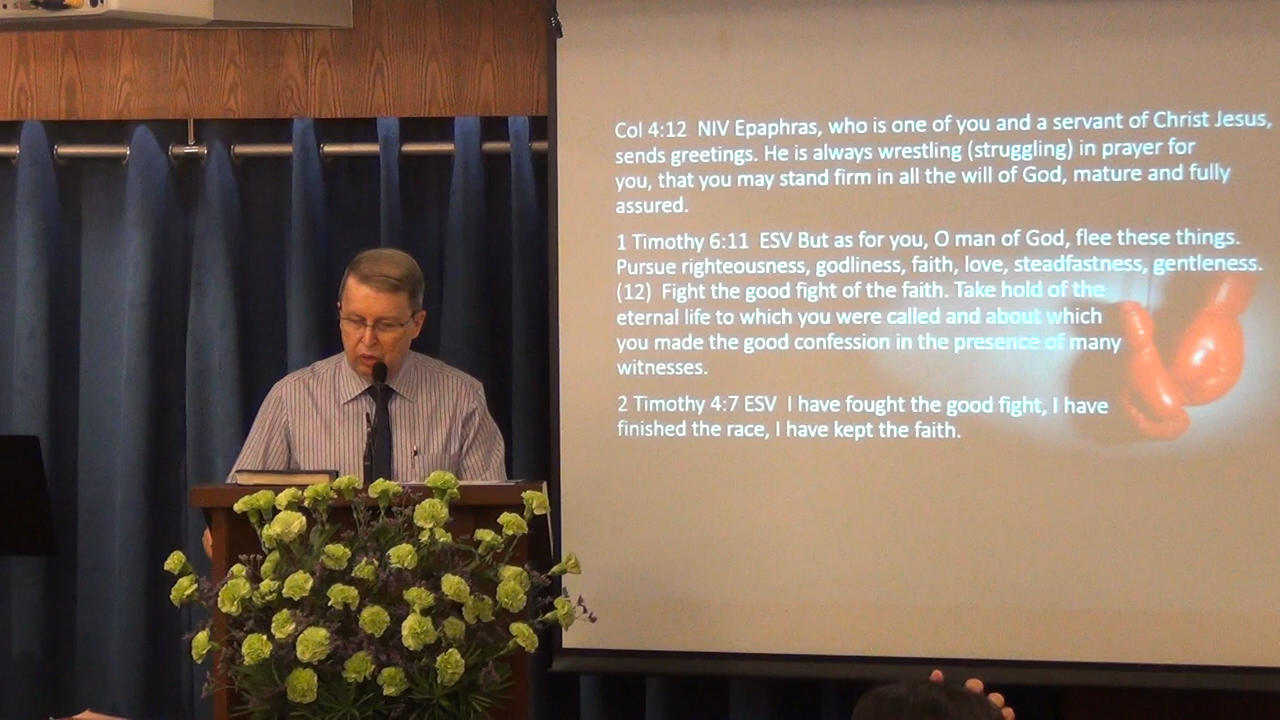 Col 4:12 NIV Epaphras, who is one of you and a servant of Christ Jesus,
sends greetings. He is always wrestling (struggling) in prayer for
you, that you may stand firm in all the will of God, mature and fully
assured.
1 Timothy 6:11 ESV But as for you, O man of God, flee these things.
Pursue righteousness, godliness, faith, love, steadfastness, gentleness.
(12) Fight the good fight of the faith. Take hold of the
eternal life to which you were called and about which
you made the good confession in the presence of many
witnesses.
2 Timothy 4:7 ESV I have fought the good fight, I have
finished the race, I have kept the faith.